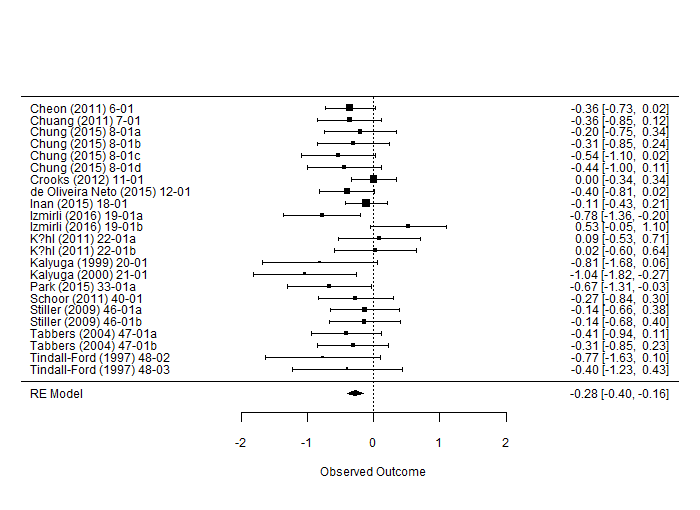 Cheon (2011) 6-01 -0.36 [-0.73, 0.02]
Chuang (2011) 7-01 -0.36 [-0.85, 0.12]
Chung (2015) 8-01a -0.20 [-0.75, 0.34]
Chung (2015) 8-01b -0.31 [-0.85, 0.24]
Chung (2015) 8-01c -0.54 [-1.10, 0.02]
Chung (2015) 8-01d -0.44 [-1.00, 0.11]
Crooks (2012) 11-01 0.00 [-0.34, 0.34]
de Oliveira Neto (2015) 12-01 -0.40 [-0.81, 0.02]
Inan (2015) 18-01 -0.11 [-0.43, 0.21]
Izmirli (2016) 19-01a -0.78 [-1.36, -0.20]
Izmirli (2016) 19-01b 0.53 [-0.05, 1.10]
K?hl (2011) 22-01a 0.09 [-0.53, 0.71]
K?hl (2011) 22-01b 0.02 [-0.60, 0.64]
Kalyuga (1999) 20-01 -0.81 [-1.68, 0.06]
Kalyuga (2000) 21-01 -1.04 [-1.82, -0.27]
Park (2015) 33-01a -0.67 [-1.31, -0.03]
Schoor (2011) 40-01 -0.27 [-0.84, 0.30]
Stiller (2009) 46-01a -0.14 [-0.66, 0.38]
Stiller (2009) 46-01b -0.14 [-0.68, 0.40]
Tabbers (2004) 47-01a -0.41 [-0.94, 0.11]
Tabbers (2004) 47-01b -0.31 [-0.85, 0.23]
Tindall-Ford (1997) 48-02 -0.77 [-1.63, 0.10]
Tindall-Ford (1997) 48-03 -0.40 [-1.23, 0.43]
RE Model -0.28 [-0.40, -0.16]
-2 -1 0 1 2
Observed Outcome